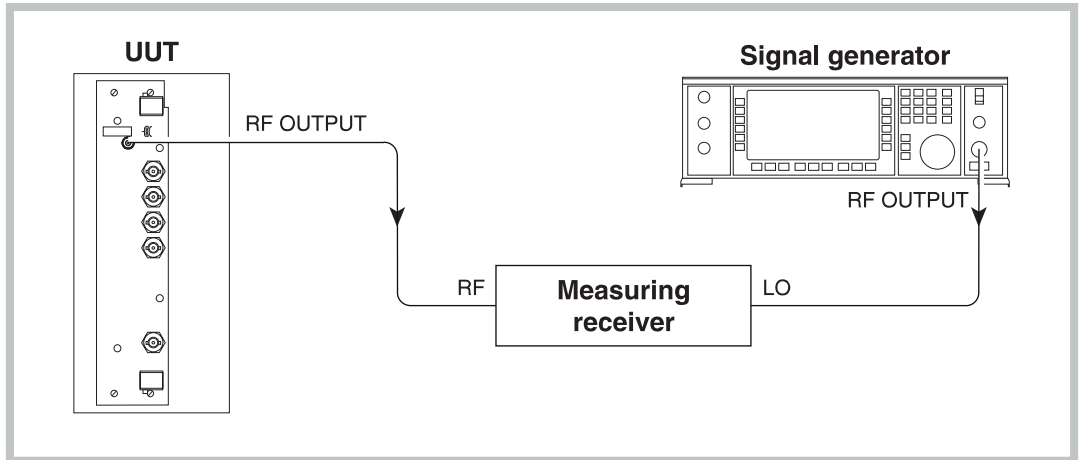 UUT
Signal generator
RF OUTPUT
RF OUTPUT
RF
Measuring
receiver
LO